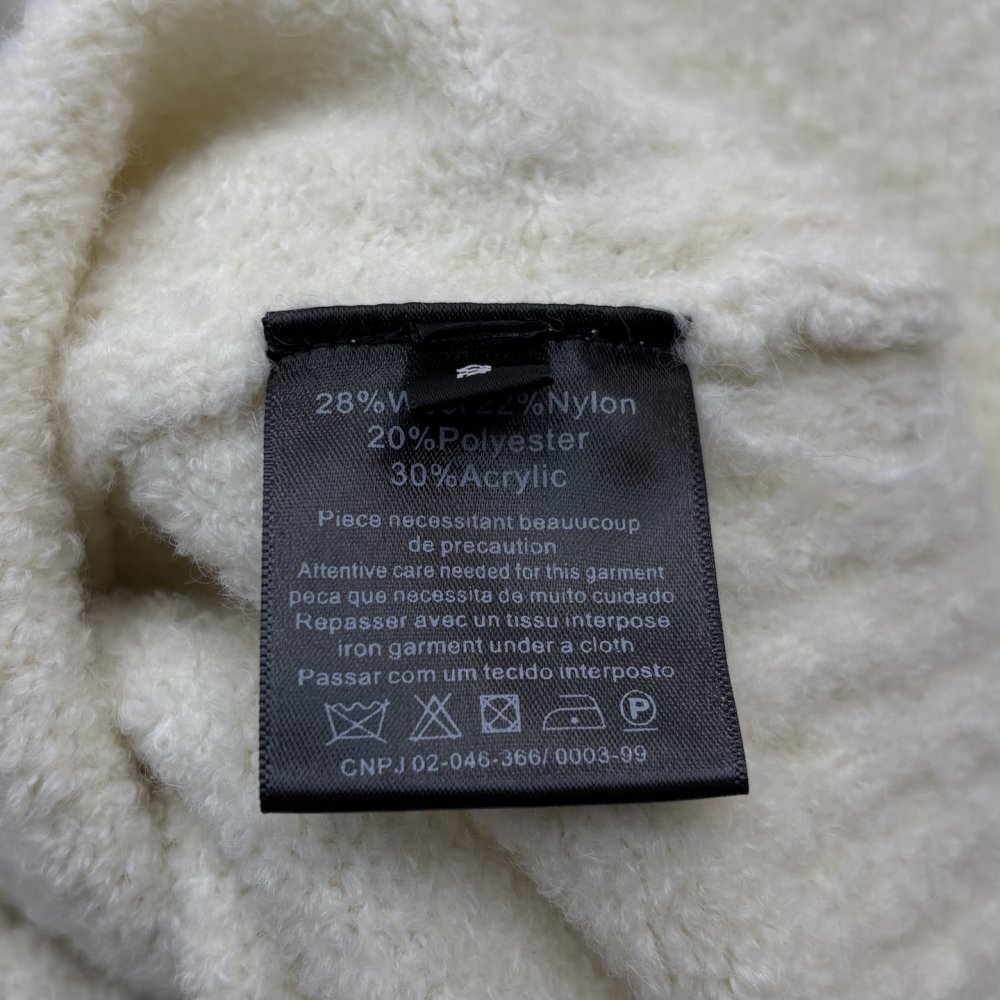 28%Wool22%Nylon
20%Polyester
30%Acrylic
Piece necessitant beauucoup
de precaution
Attentive care needed for this garment
peca que necessita de muito cuidado
Repasser avec un tissu interpose
iron garment under a cloth
Passar com um tecido interposto
P
CNPJ 02-046-366/ 0003-99